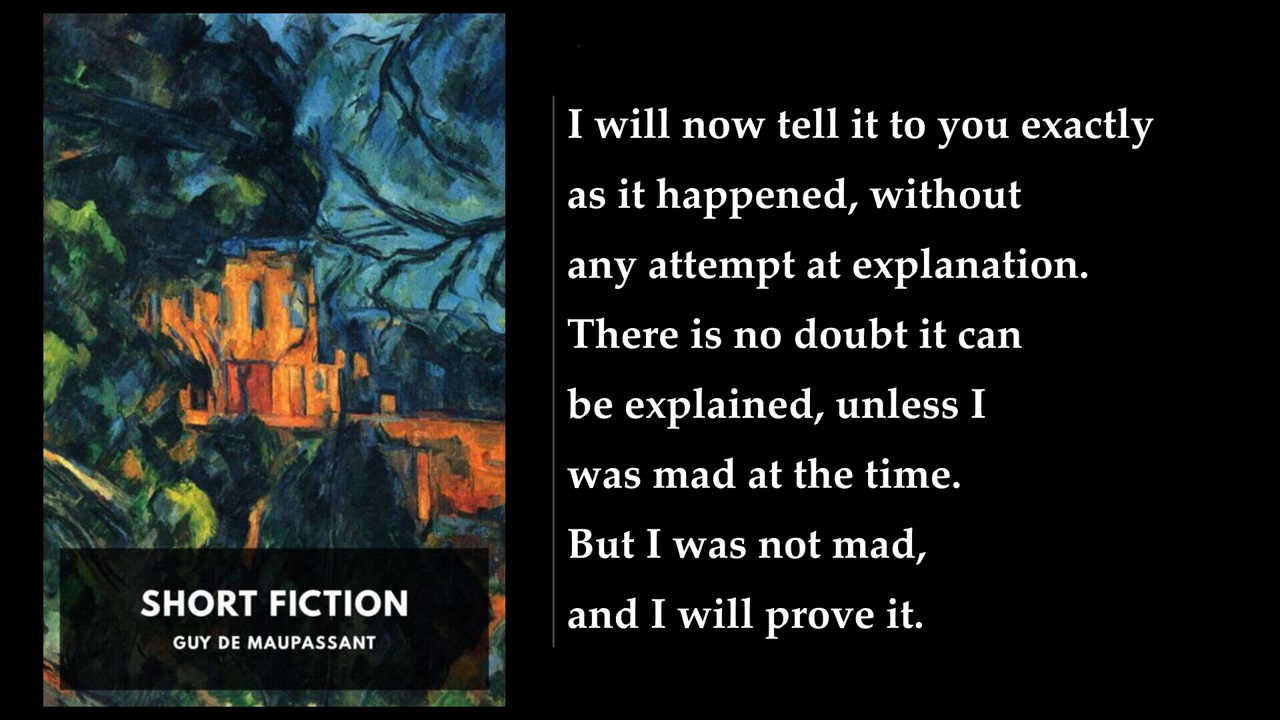 SHORT FICTION
GUY DE MAUPASSANT
I will now tell it to you exactly
as it happened, without
any attempt at explanation.
There is no doubt it can
be explained, unless I
was mad at the time.
But I was not mad,
and I will prove it.